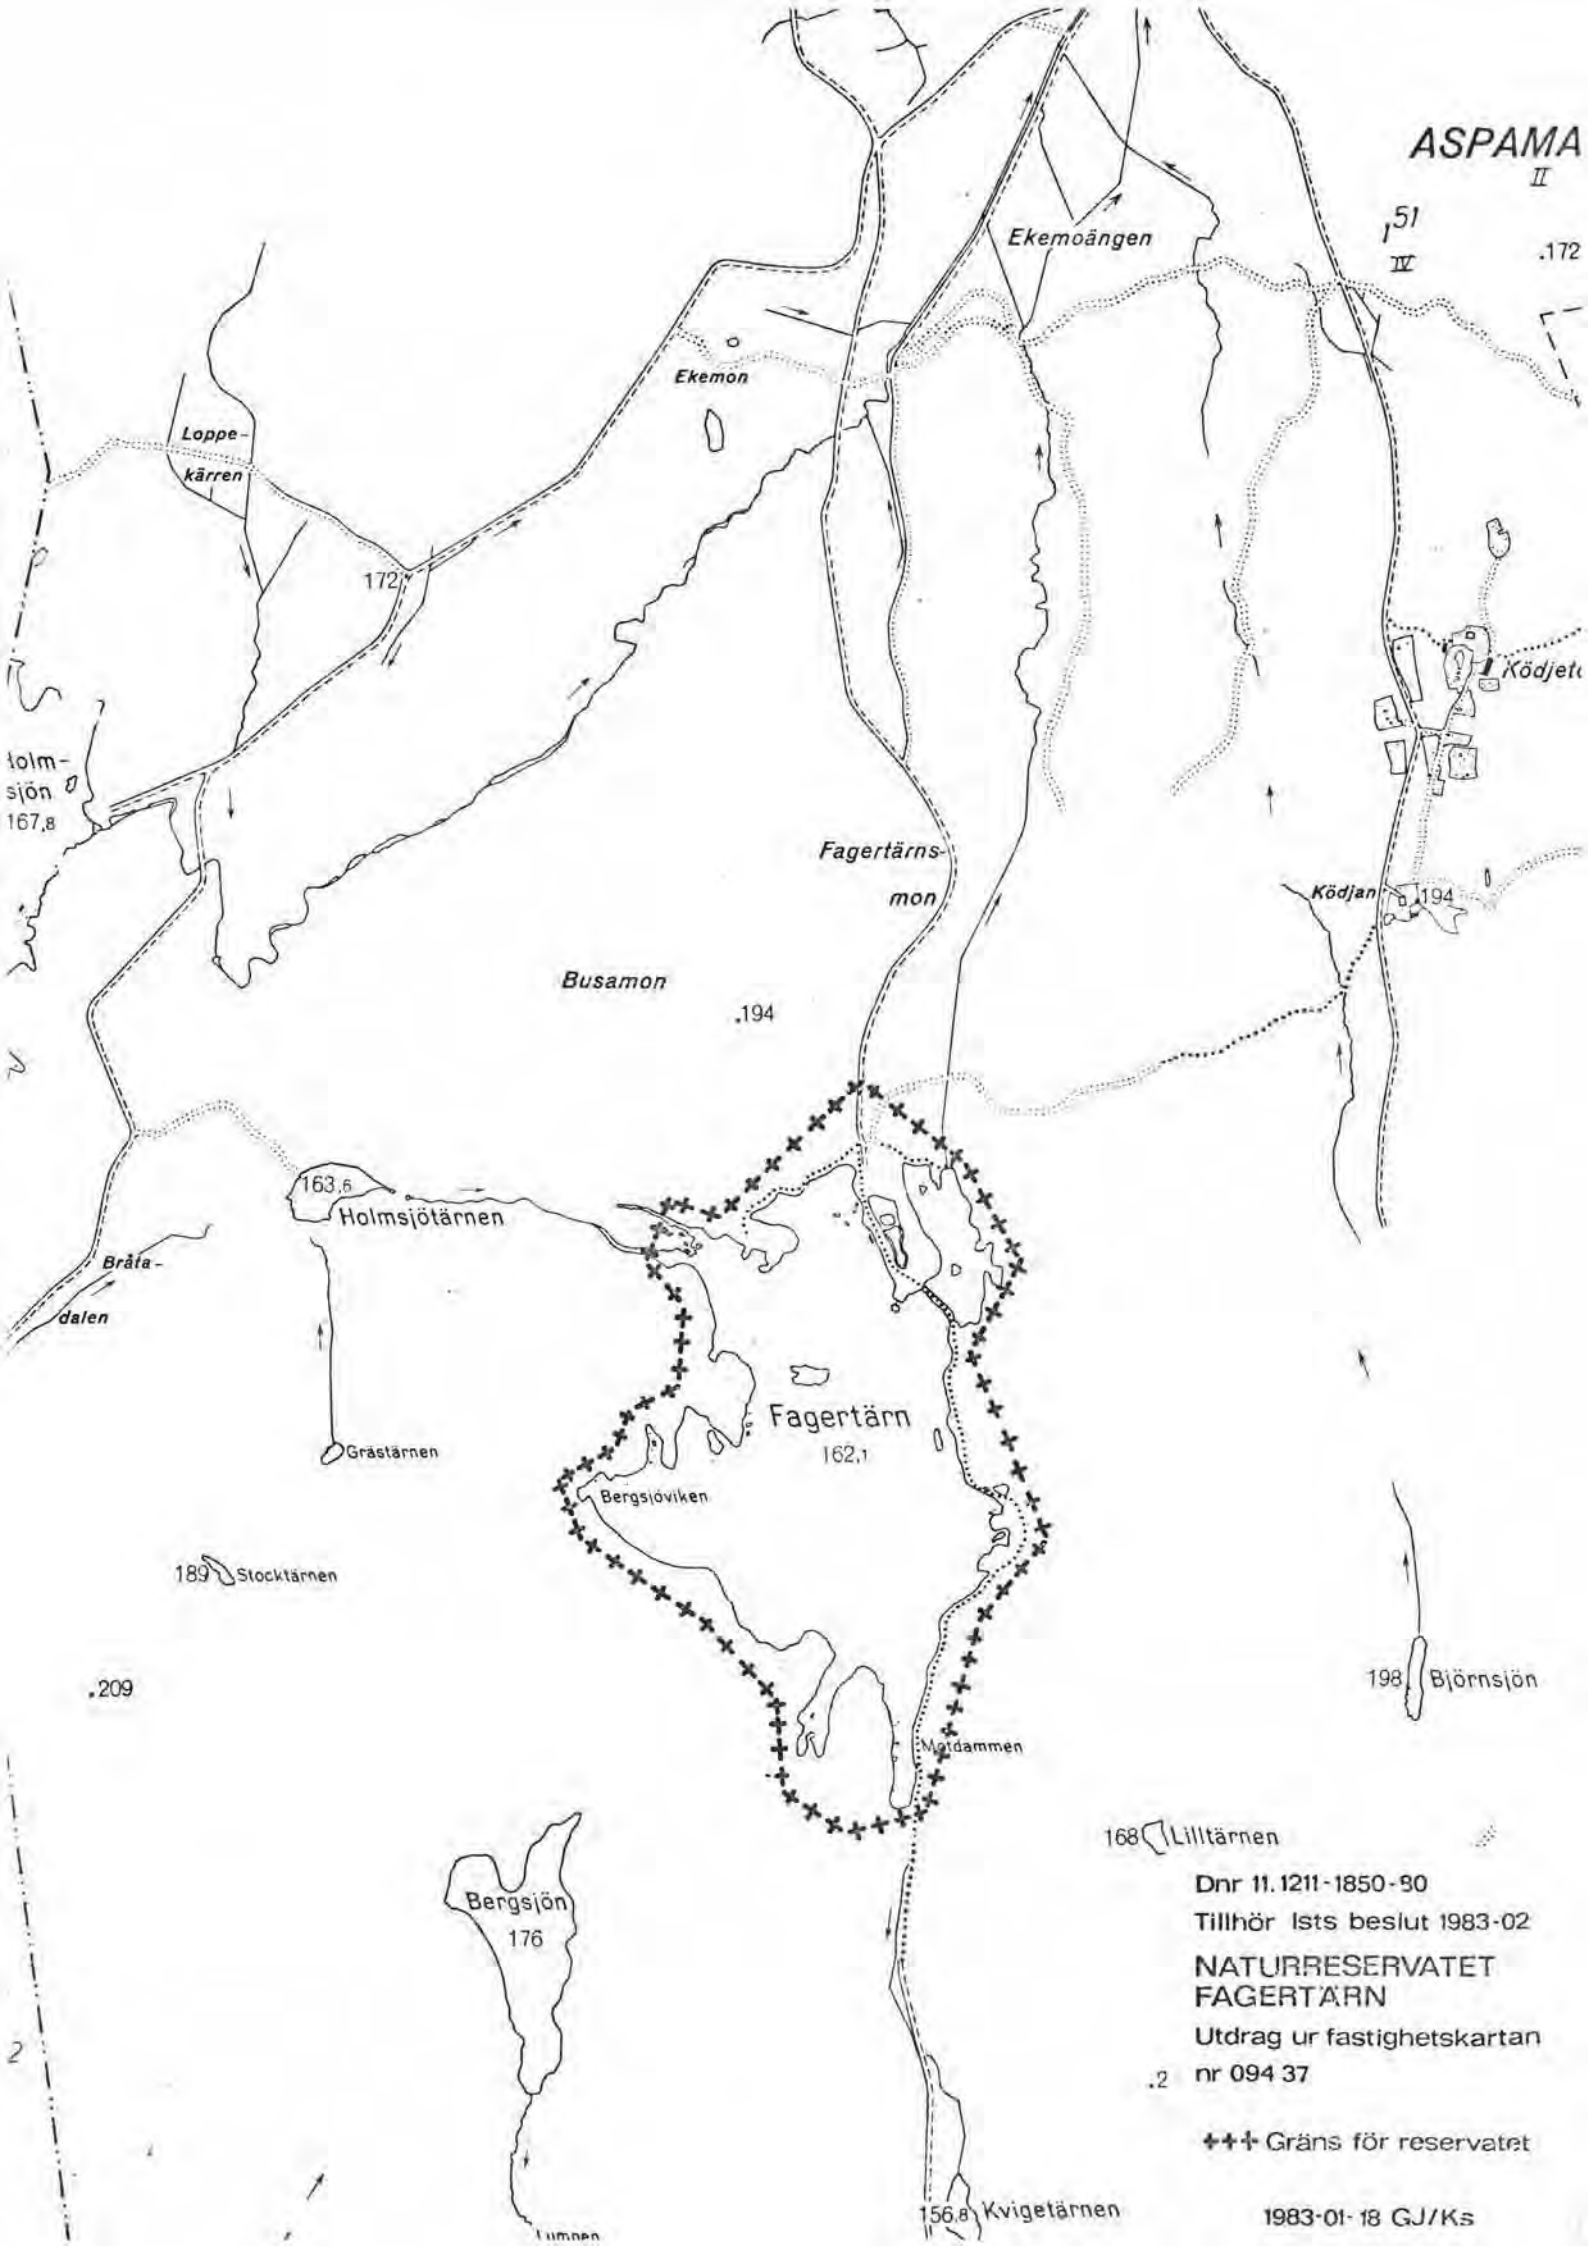 ASPAMA
II
51
IV
.172
Ekemoängen
Ekemon
Loppe-
kärren
172
Ködjet
Holm-
sjön
167,8
Fagertärns-
mon
Ködjan 194
Busamon
.194
163,6
Holmsjötärnen
Bråta-
dalen
Fagertärn
162,1
Grästärnen
Bergsjöviken
189 Stocktärnen
.209
198 Björnsjön
Motdammen
168 Lilltärnen
Dnr 11.1211-1850-80
Tillhör lsts beslut 1983-02
NATURRESERVATET
FAGERTÄRN
Utdrag ur fastighetskartan
nr 094 37
.2
2
Bergsjön
176
+++ Gräns för reservatet
156,8 Kvigetärnen
1983-01-18 GJ/Ks
Lumpen